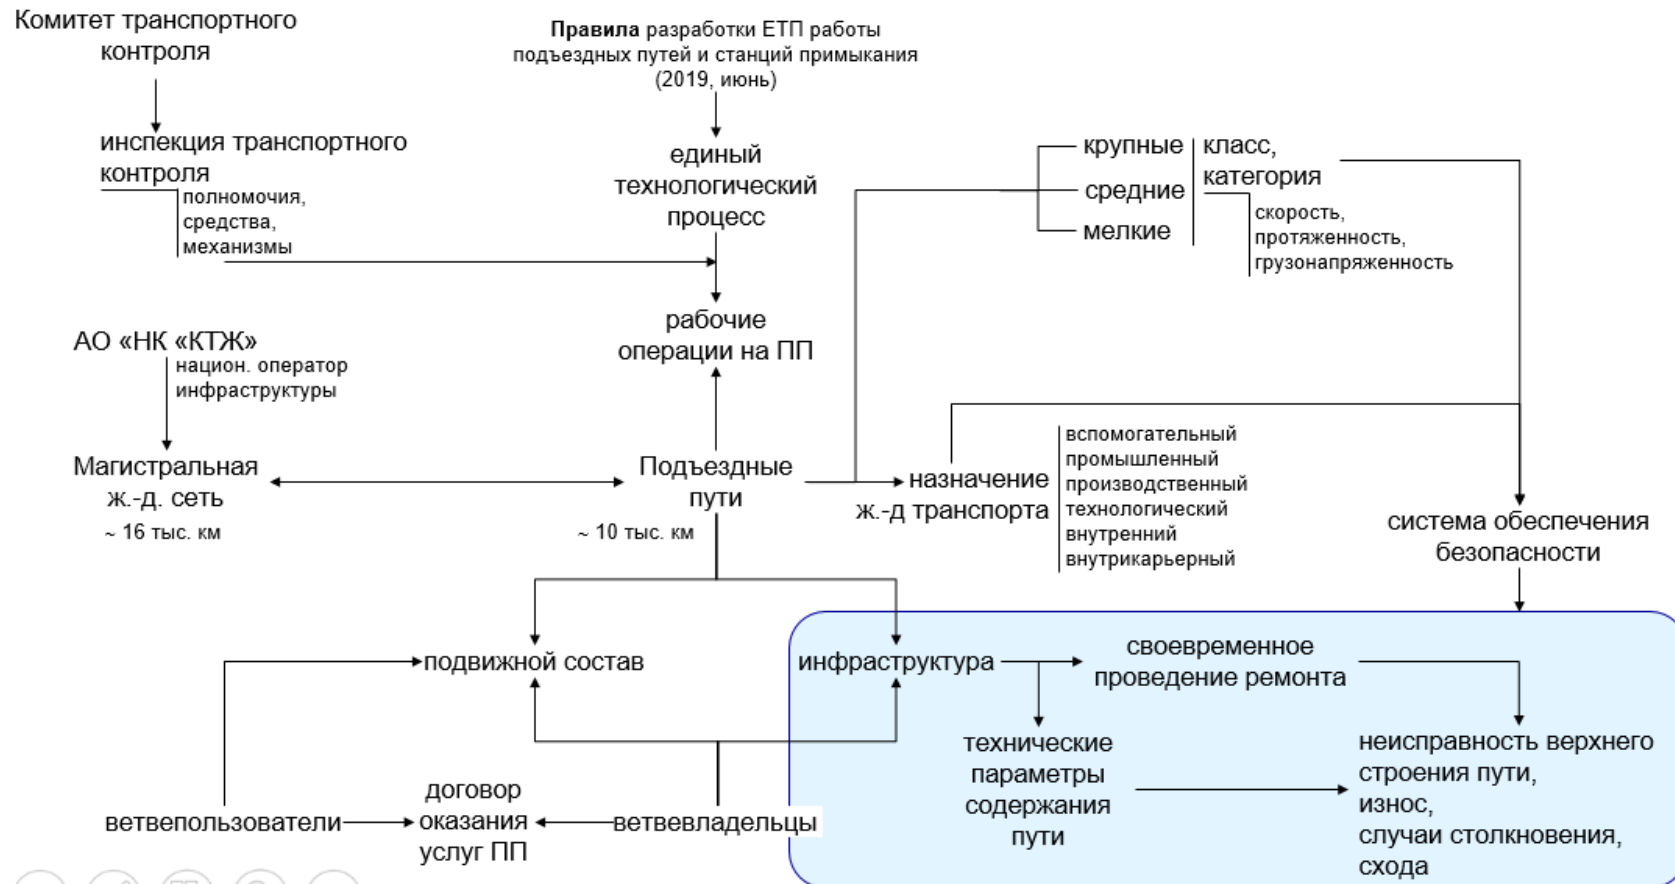 Комитет транспортного
контроля
инспекция транспортного
контроля
полномочия,
средства,
механизмы
Правила разработки ЕТП работы
подъездных путей и станций примыкания
(2019, июнь)
единый
технологический
процесс
рабочие
операции на ПП
крупные
средние
мелкие
класс,
категория
скорость,
протяженность,
грузонапряженность
АО «НК «КТЖ»
национ. оператор
инфраструктуры
Магистральная
ж.-д. сеть
~ 16 тыс. км
Подъездные
пути
~ 10 тыс. км
назначение
ж.-д транспорта
вспомогательный
промышленный
производственный
технологический
внутренний
внутрикарьерный
система обеспечения
безопасности
подвижной состав
инфраструктура
своевременное
проведение ремонта
технические
параметры
содержания
пути
неисправность верхнего
строения пути,
износ,
случаи столкновения,
схода
ветвепользователи
договор
оказания
услуг ПП
ветвевладельцы